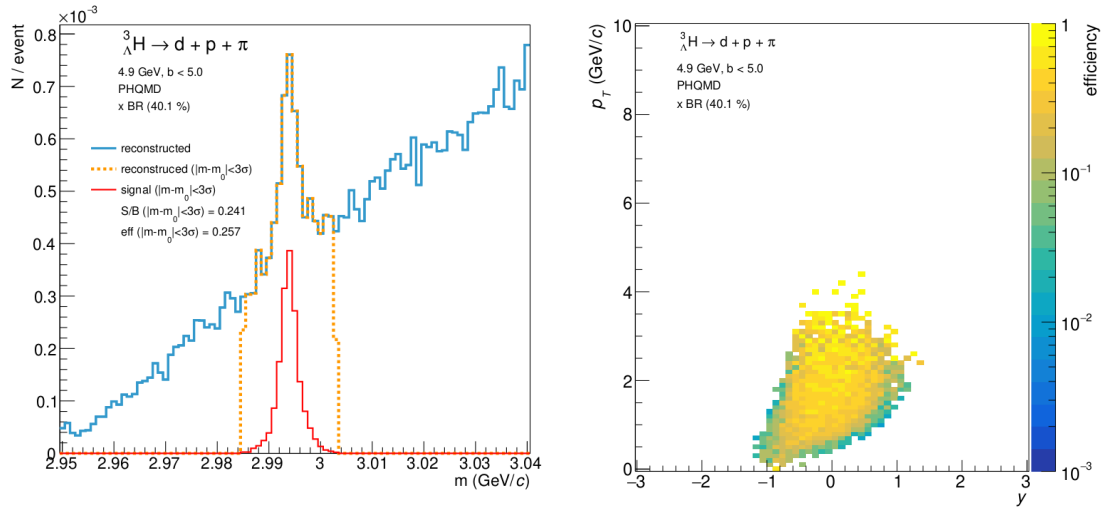 ×10⁻³
N / event
0.8
0.7
0.6
0.5
0.4
0.3
0.2
0.1
0
³ΛH → d + p + π
4.9 GeV, b < 5.0
PHQMD
x BR (40.1 %)
reconstructed
reconstruced (|m-m₀|<3σ)
signal (|m-m₀|<3σ)
S/B (|m-m₀|<3σ) = 0.241
eff (|m-m₀|<3σ) = 0.257
2.95 2.96 2.97 2.98 2.99 3 3.01 3.02 3.03 3.04
m (GeV/c)
p_T (GeV/c)
10
8
6
4
2
0
³ΛH → d + p + π
4.9 GeV, b < 5.0
PHQMD
x BR (40.1 %)
−3 −2 −1 0 1 2 3
y
1
10⁻¹
10⁻²
10⁻³
efficiency